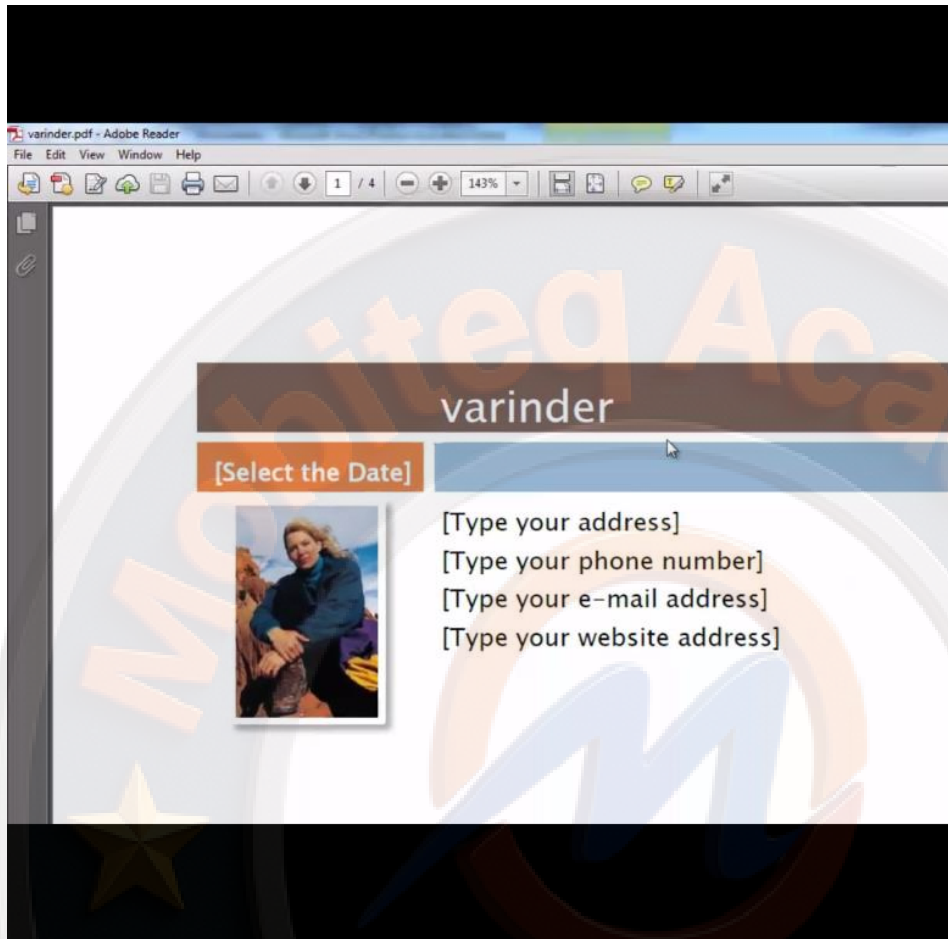 varinder.pdf - Adobe Reader
File Edit View Window Help
1 / 4 143%
varinder
[Select the Date]
[Type your address]
[Type your phone number]
[Type your e-mail address]
[Type your website address]
Mobiteq Aca